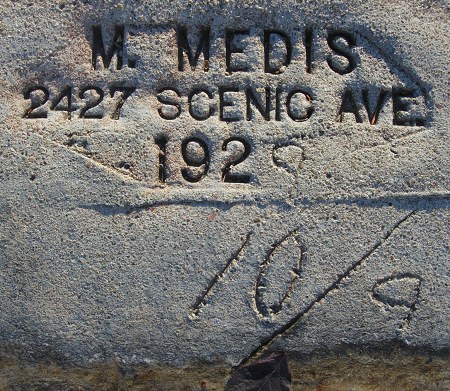 M. MEDIS
2427 SCENIC AVE.
1929
10/9